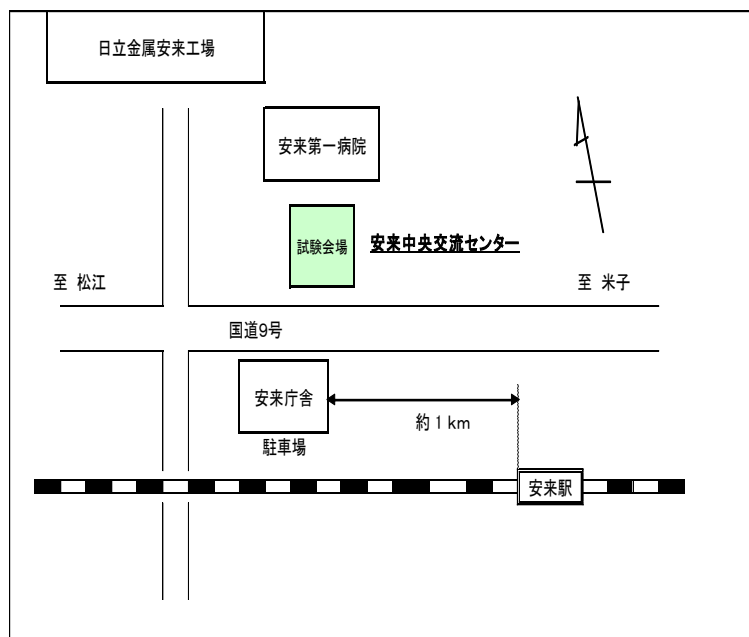 日立金属安来工場
安来第一病院
試験会場
安来中央交流センター
至 松江
至 米子
国道9号
安来庁舎
約 1 km
駐車場
安来駅